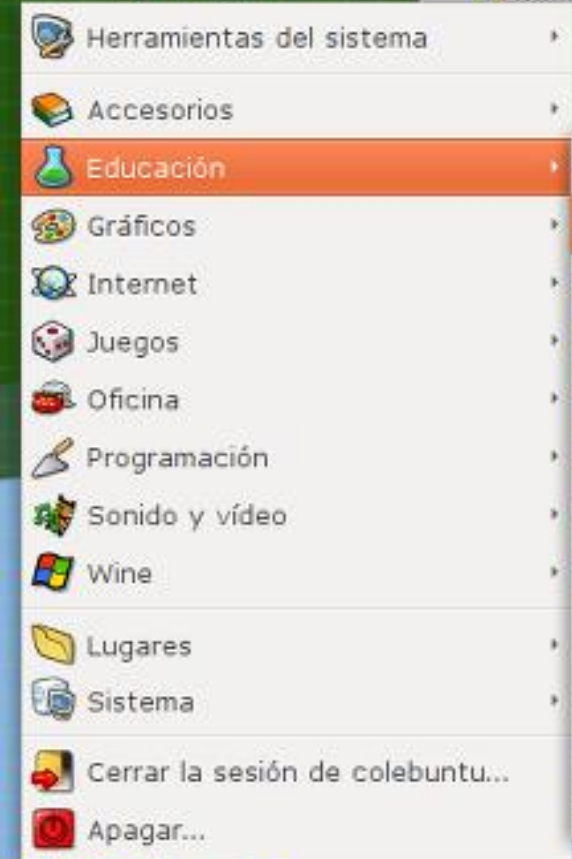 Herramientas del sistema
Accesorios
Educación
Gráficos
Internet
Juegos
Oficina
Programación
Sonido y vídeo
Wine
Lugares
Sistema
Cerrar la sesión de colebuntu...
Apagar...